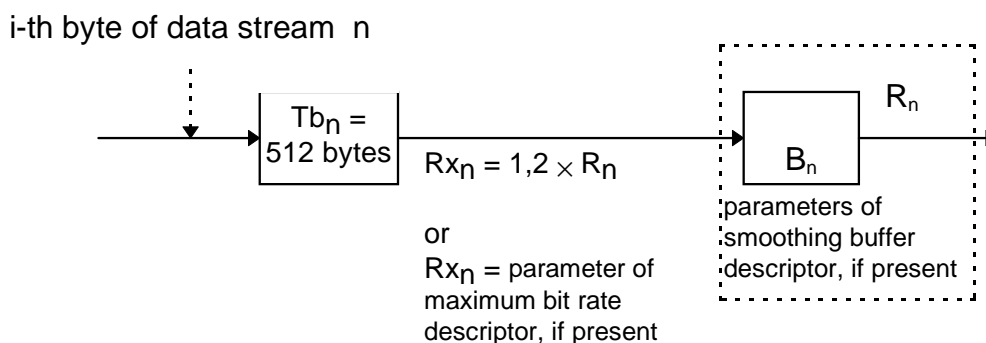 i-th byte of data stream n
Tbn =
512 bytes
Rxn = 1,2 × Rn
or
Rxn = parameter of
maximum bit rate
descriptor, if present
Rn
Bn
parameters of
smoothing buffer
descriptor, if present